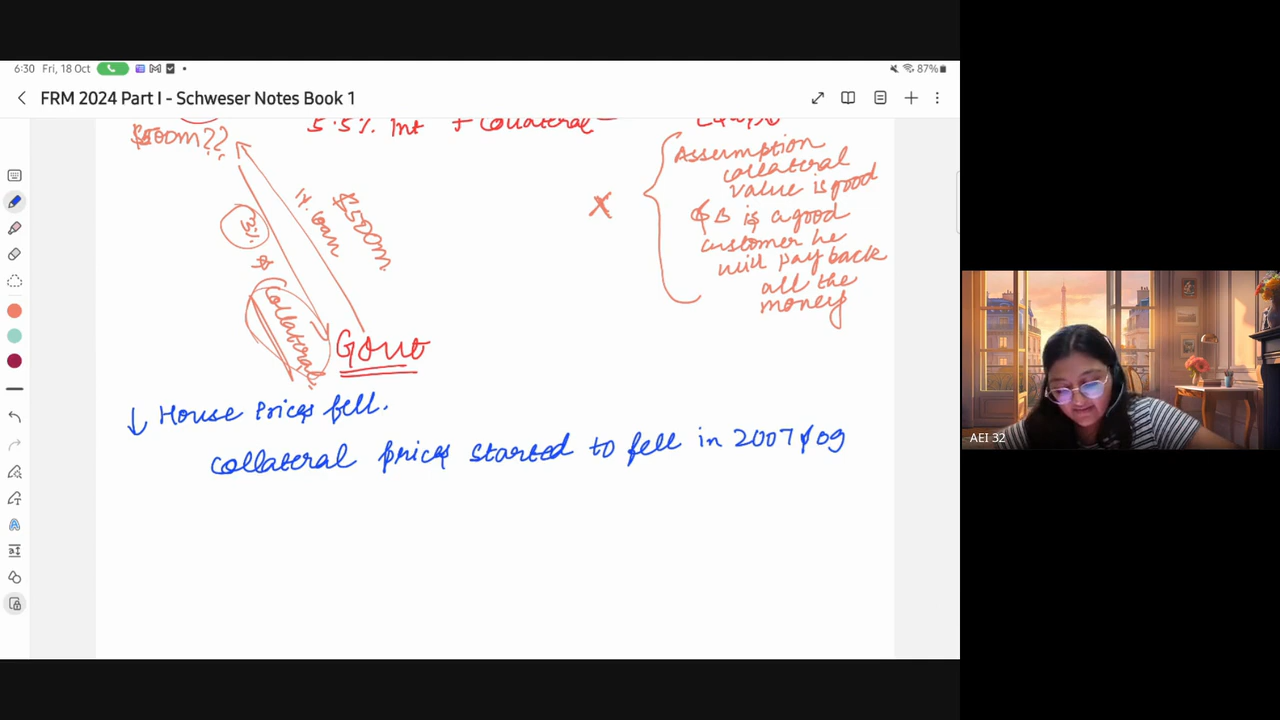 6:30 Fri, 18 Oct
87%
FRM 2024 Part I - Schweser Notes Book 1
5.5% Int + Collateral
$500m??
1% loan
$500m
3% &
Collateral
Gout
X
Assumption
collateral
value is good
& B is a good
customer he
will pay back
all the
money
↓ House Prices fell.
collateral prices started to fell in 2007 & 09
AEI 32